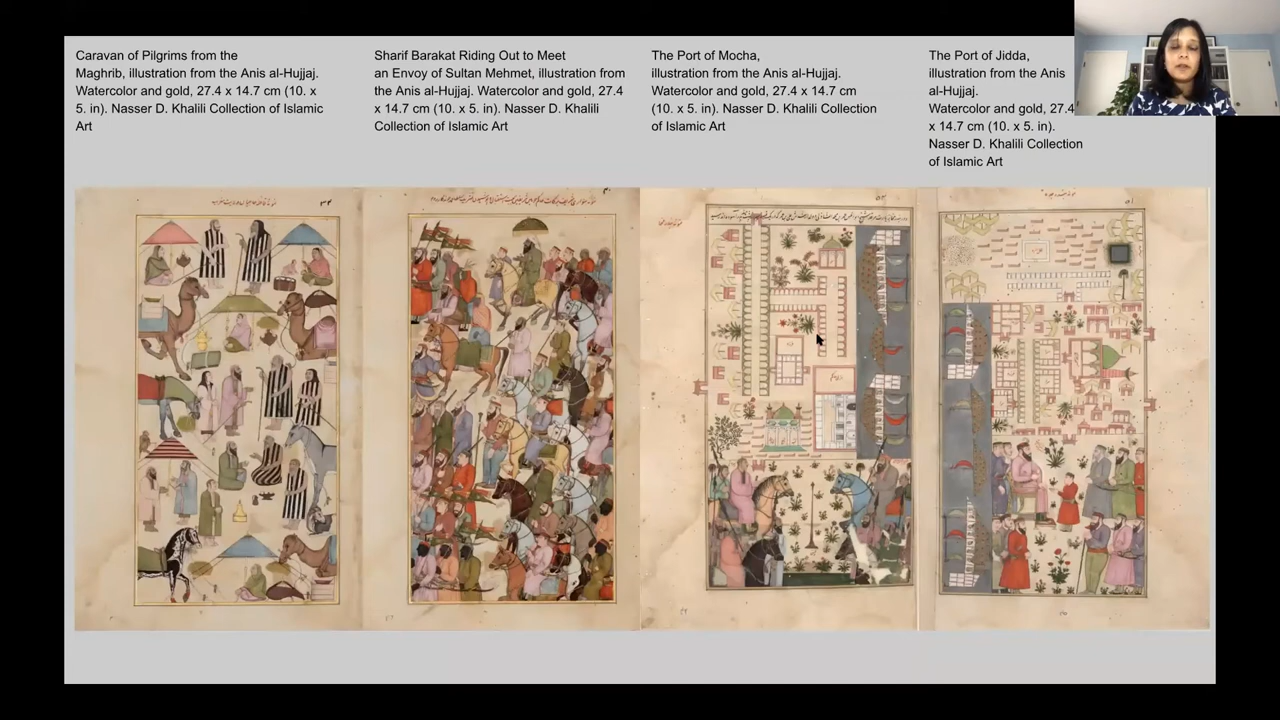 Caravan of Pilgrims from the
Maghrib, illustration from the Anis al-Hujjaj.
Watercolor and gold, 27.4 x 14.7 cm (10. x
5. in). Nasser D. Khalili Collection of Islamic
Art
Sharif Barakat Riding Out to Meet
an Envoy of Sultan Mehmet, illustration from
the Anis al-Hujjaj. Watercolor and gold, 27.4
x 14.7 cm (10. x 5. in). Nasser D. Khalili
Collection of Islamic Art
The Port of Mocha,
illustration from the Anis al-Hujjaj.
Watercolor and gold, 27.4 x 14.7 cm
(10. x 5. in). Nasser D. Khalili Collection
of Islamic Art
The Port of Jidda,
illustration from the Anis
al-Hujjaj.
Watercolor and gold, 27.4
x 14.7 cm (10. x 5. in).
Nasser D. Khalili Collection
of Islamic Art